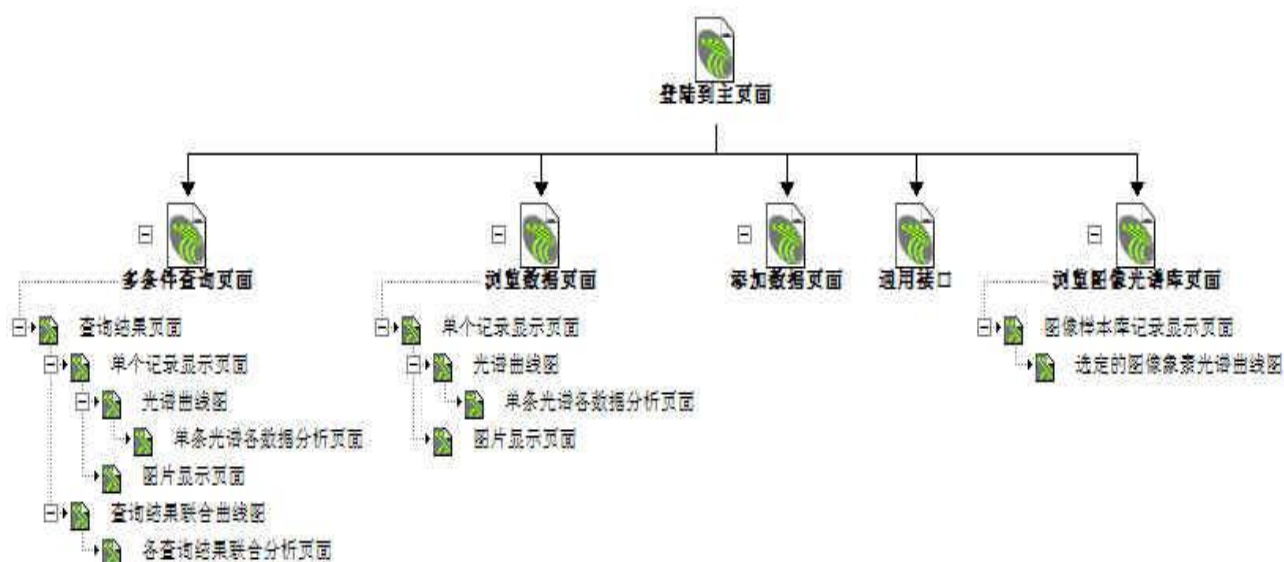 登陆到主页面
多条件查询页面
浏览数据页面
添加数据页面
通用接口
浏览图像光谱库页面
查询结果页面
单个记录显示页面
光谱曲线图
单条光谱各数据分析页面
图片显示页面
查询结果联合曲线图
各查询结果联合分析页面
单个记录显示页面
光谱曲线图
单条光谱各数据分析页面
图片显示页面
图像样本库记录显示页面
选定的图像象素光谱曲线图